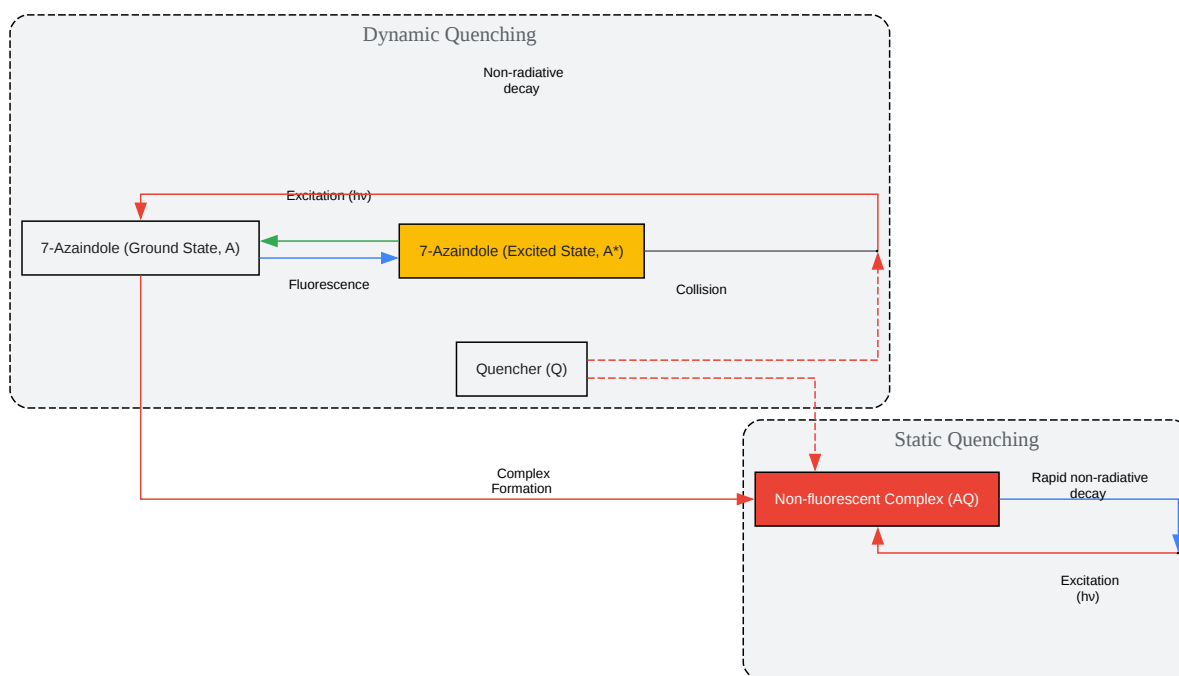 Dynamic Quenching
Non-radiative
decay
Excitation (hν)
7-Azaindole (Ground State, A)
7-Azaindole (Excited State, A*)
Fluorescence
Collision
Quencher (Q)
Static Quenching
Complex
Formation
Non-fluorescent Complex (AQ)
Rapid non-radiative
decay
Excitation
(hν)